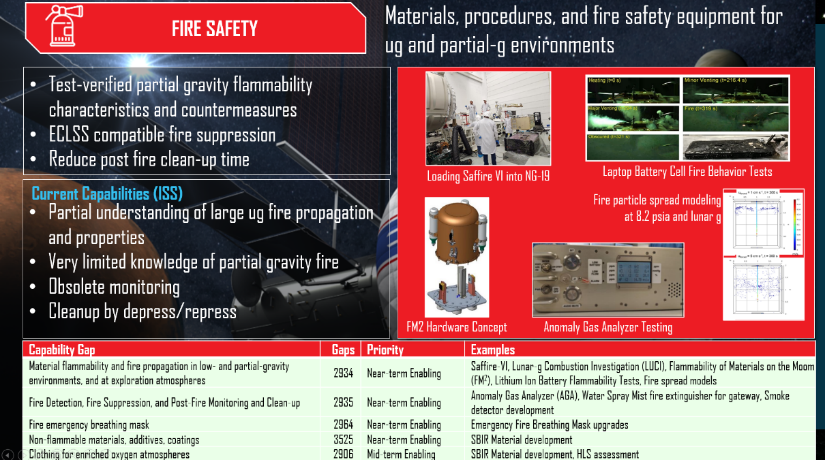 FIRE SAFETY
Materials, procedures, and fire safety equipment for
ug and partial-g environments
• Test-verified partial gravity flammability
characteristics and countermeasures
• ECLSS compatible fire suppression
• Reduce post fire clean-up time
Current Capabilities (ISS)
• Partial understanding of large ug fire propagation
and properties
• Very limited knowledge of partial gravity fire
• Obsolete monitoring
• Cleanup by depress/repress
Loading Saffire VI into NG-19
Heating (t=0 s)
Minor Venting (t=216.4 s)
Laptop Battery Cell Fire Behavior Tests
Fire particle spread modeling
at 8.2 psia and lunar g
FM2 Hardware Concept
Anomaly Gas Analyzer Testing
Capability Gap Gaps Priority Examples
Material flammability and fire propagation in low- and partial-gravity
environments, and at exploration atmospheres
2934 Near-term Enabling
Saffire-VI, Lunar-g Combustion Investigation (LUCI), Flammability of Materials on the Moon
(FM²), Lithium Ion Battery Flammability Tests, Fire spread models
Fire Detection, Fire Suppression, and Post-Fire Monitoring and Clean-up 2935 Near-term Enabling
Anomaly Gas Analyzer (AGA), Water Spray Mist fire extinguisher for gateway, Smoke
detector development
Fire emergency breathing mask 2964 Near-term Enabling Emergency Fire Breathing Mask upgrades
Non-flammable materials, additives, coatings 3525 Near-term Enabling SBIR Material development
Clothing for enriched oxygen atmospheres 2906 Mid-term Enabling SBIR Material development, HLS assessment